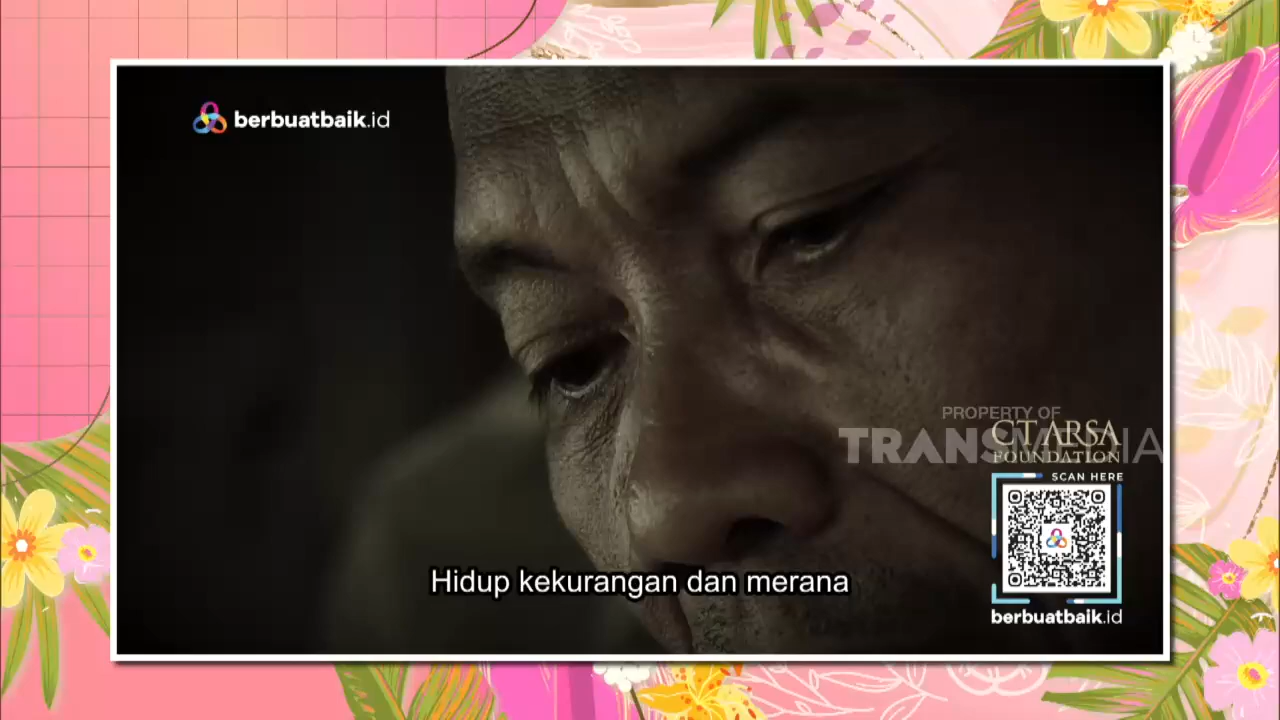 berbuatbaik.id
PROPERTY OF
TRANSMEDIA
CT ARSA
FOUNDATION
SCAN HERE
berbuatbaik.id
Hidup kekurangan dan merana